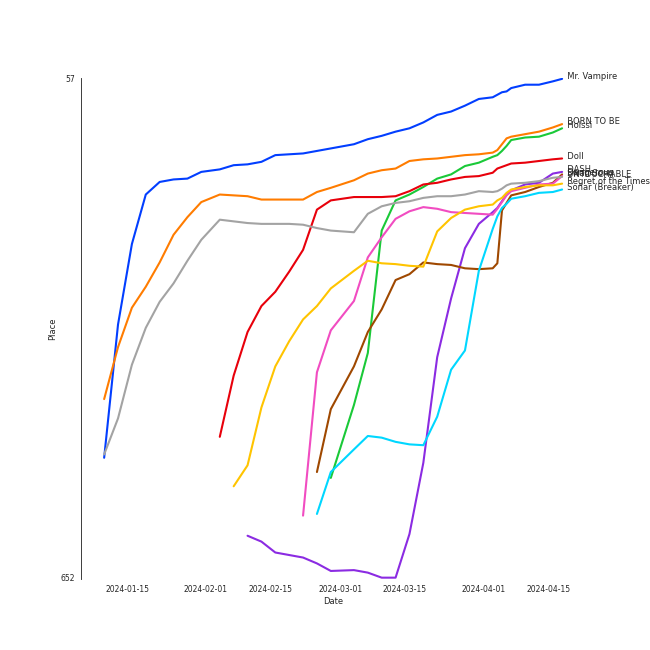 57
Mr. Vampire
BORN TO BE
Holssi
Doll
DASH
UNTOUCHABLE
Regret of the Times
Sonar (Breaker)
Place
652
2024-01-15
2024-02-01
2024-02-15
2024-03-01
2024-03-15
2024-04-01
2024-04-15
Date